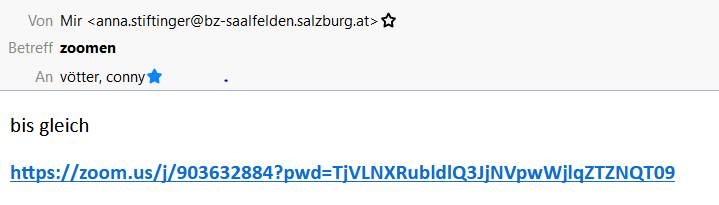 Von Mir <anna.stiftinger@bz-saalfelden.salzburg.at>
Betreff zoomen
An vötter, conny
bis gleich
https://zoom.us/j/903632884?pwd=TjVLNXRubldlQ3JjNVpwWjlqZTZNQT09